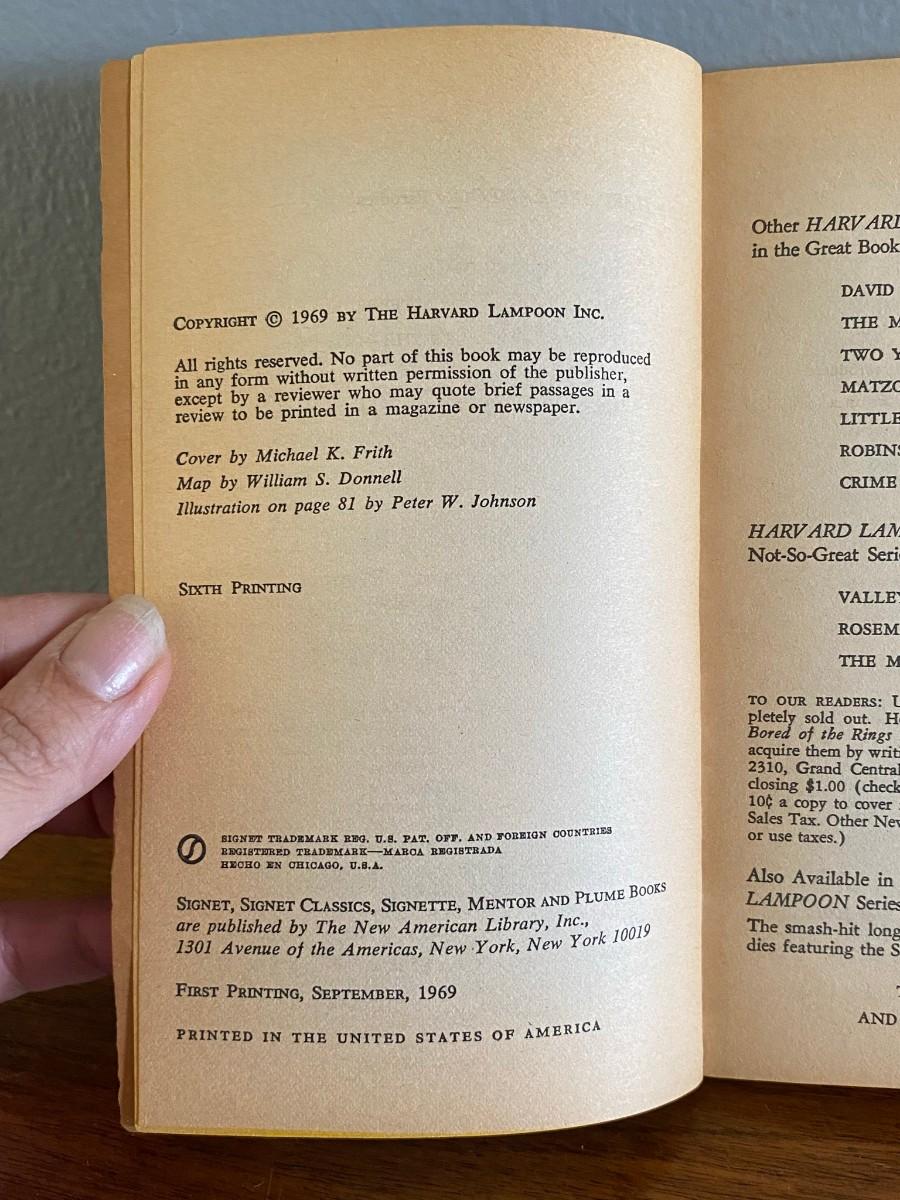 COPYRIGHT © 1969 BY THE HARVARD LAMPOON INC.
All rights reserved. No part of this book may be reproduced
in any form without written permission of the publisher,
except by a reviewer who may quote brief passages in a
review to be printed in a magazine or newspaper.
Cover by Michael K. Frith
Map by William S. Donnell
Illustration on page 81 by Peter W. Johnson
SIXTH PRINTING
SIGNET TRADEMARK REG. U.S. PAT. OFF. AND FOREIGN COUNTRIES
REGISTERED TRADEMARK—MARCA REGISTRADA
HECHO EN CHICAGO, U.S.A.
SIGNET, SIGNET CLASSICS, SIGNETTE, MENTOR AND PLUME BOOKS
are published by The New American Library, Inc.,
1301 Avenue of the Americas, New York, New York 10019
FIRST PRINTING, SEPTEMBER, 1969
PRINTED IN THE UNITED STATES OF AMERICA
Other HARVARD
in the Great Book
DAVID
THE M
TWO Y
MATZO
LITTLE
ROBINS
CRIME
HARVARD LAM
Not-So-Great Seri
VALLEY
ROSEM
THE M
TO OUR READERS: U
pletely sold out. H
Bored of the Rings
acquire them by writi
2310, Grand Central
closing $1.00 (check
10¢ a copy to cover
Sales Tax. Other New
or use taxes.)
Also Available in
LAMPOON Series
The smash-hit long
dies featuring the S
AND